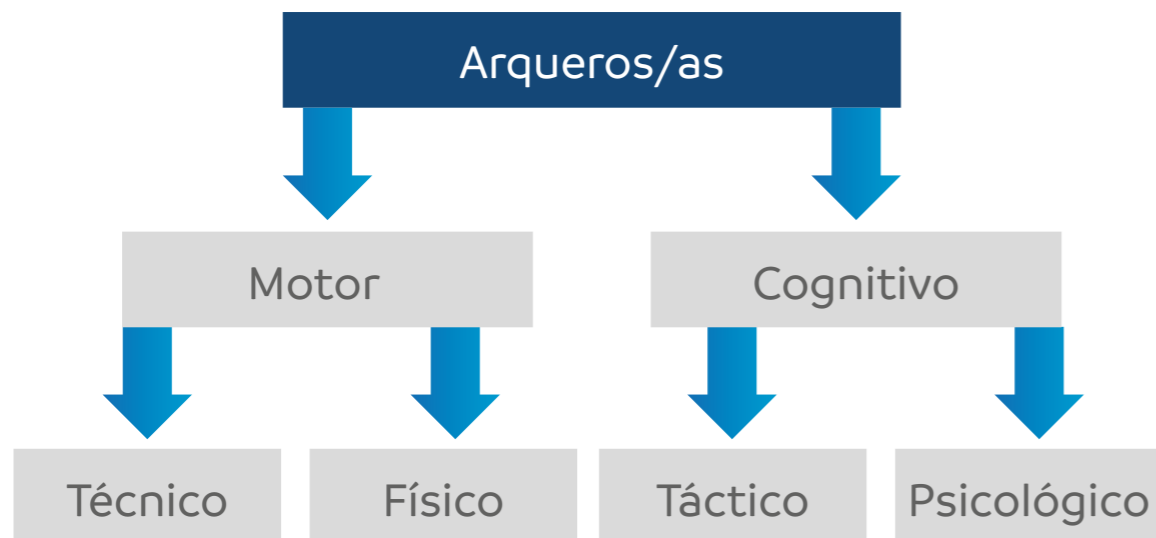 Arqueros/as
Motor
Cognitivo
Técnico
Físico
Táctico
Psicológico